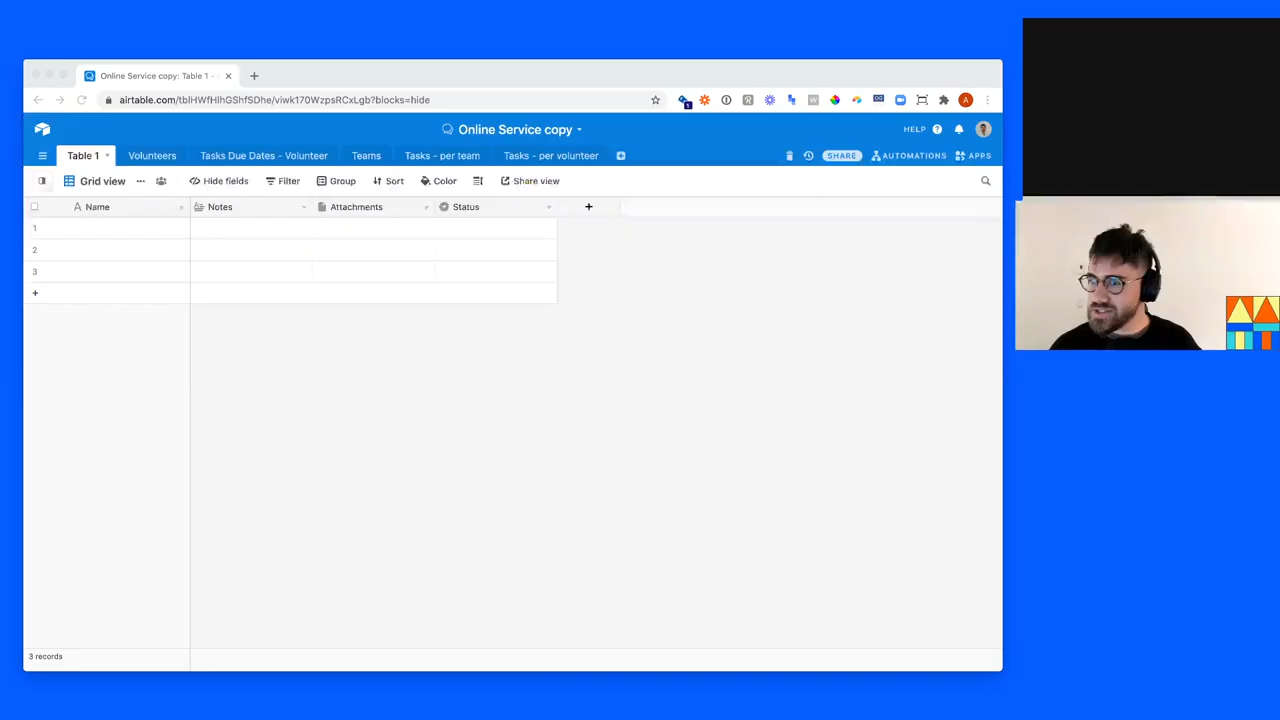 Online Service copy: Table 1 -
airtable.com/tblHWfHlhGShfSDhe/viwk170WzpsRCxLgb?blocks=hide
1
A
Online Service copy
HELP
Table 1
Volunteers
Tasks Due Dates - Volunteer
Teams
Tasks - per team
Tasks - per volunteer
SHARE
AUTOMATIONS
APPS
Grid view
Hide fields
Filter
Group
Sort
Color
Share view
Name
Notes
Attachments
Status
1
2
3
3 records